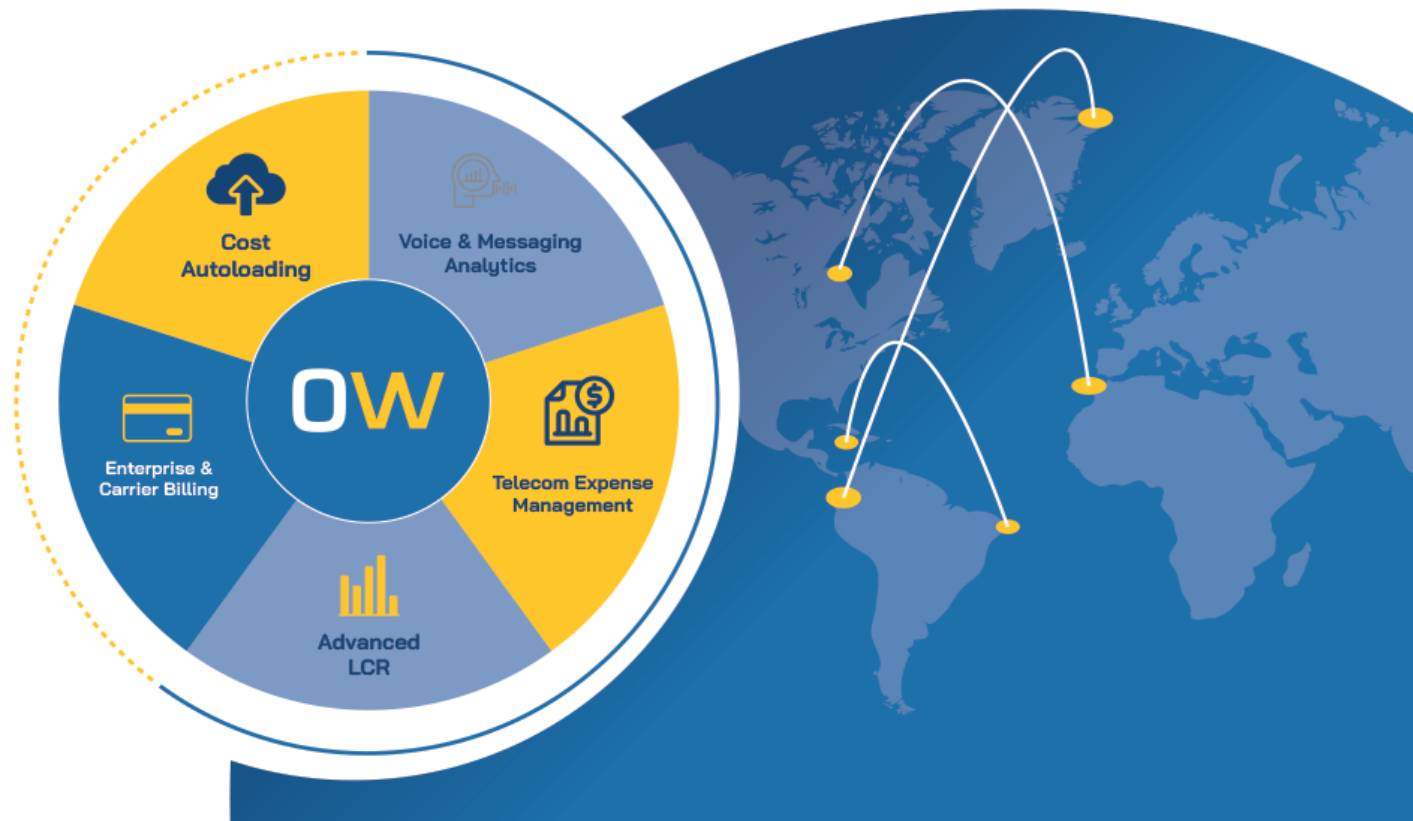 Cost
Autoloading
Voice & Messaging
Analytics
OW
Enterprise &
Carrier Billing
Telecom Expense
Management
Advanced
LCR
$